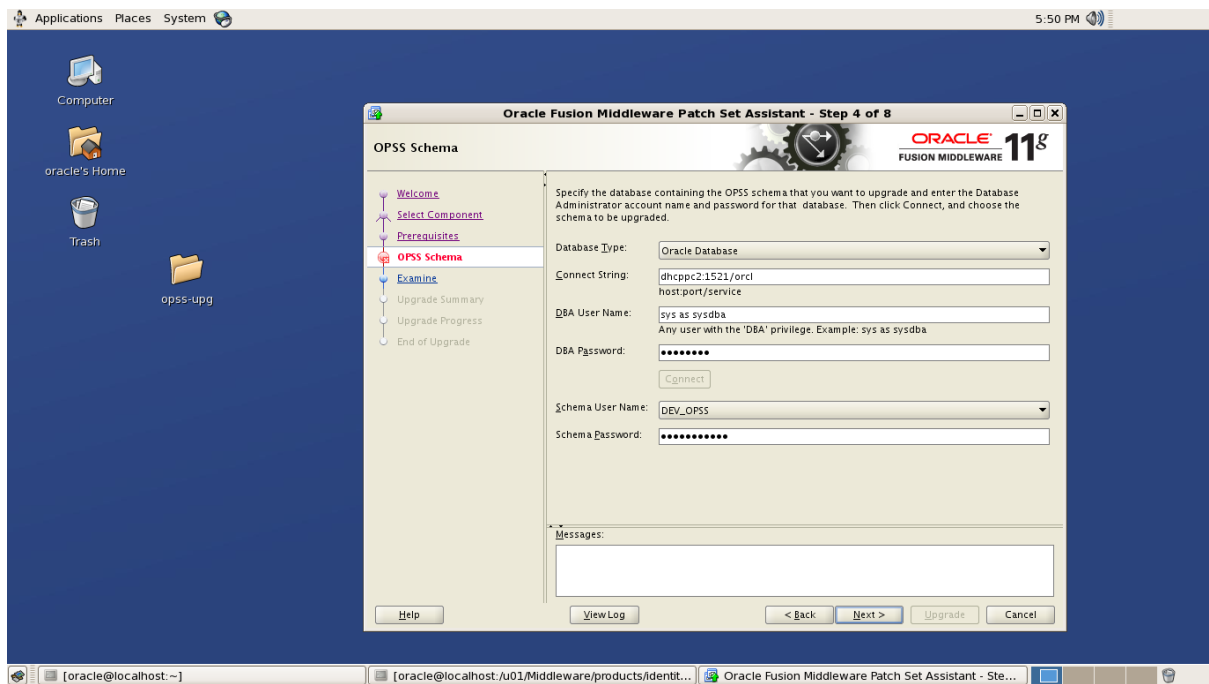 Applications Places System
5:50 PM
Computer
oracle's Home
Trash
opss-upg
Oracle Fusion Middleware Patch Set Assistant - Step 4 of 8
OPSS Schema
ORACLE
FUSION MIDDLEWARE
11g
Welcome
Select Component
Prerequisites
OPSS Schema
Examine
Upgrade Summary
Upgrade Progress
End of Upgrade
Specify the database containing the OPSS schema that you want to upgrade and enter the Database
Administrator account name and password for that database. Then click Connect, and choose the
schema to be upgraded.
Database Type:
Oracle Database
Connect String:
dhcppc2:1521/orcl
host:port/service
DBA User Name:
sys as sysdba
Any user with the 'DBA' privilege. Example: sys as sysdba
DBA Password:
••••••••
Connect
Schema User Name:
DEV_OPSS
Schema Password:
•••••••••••
Messages:
Help
View Log
< Back
Next >
Upgrade
Cancel
[oracle@localhost:~]
[oracle@localhost:/u01/Middleware/products/identit...
Oracle Fusion Middleware Patch Set Assistant - Ste...